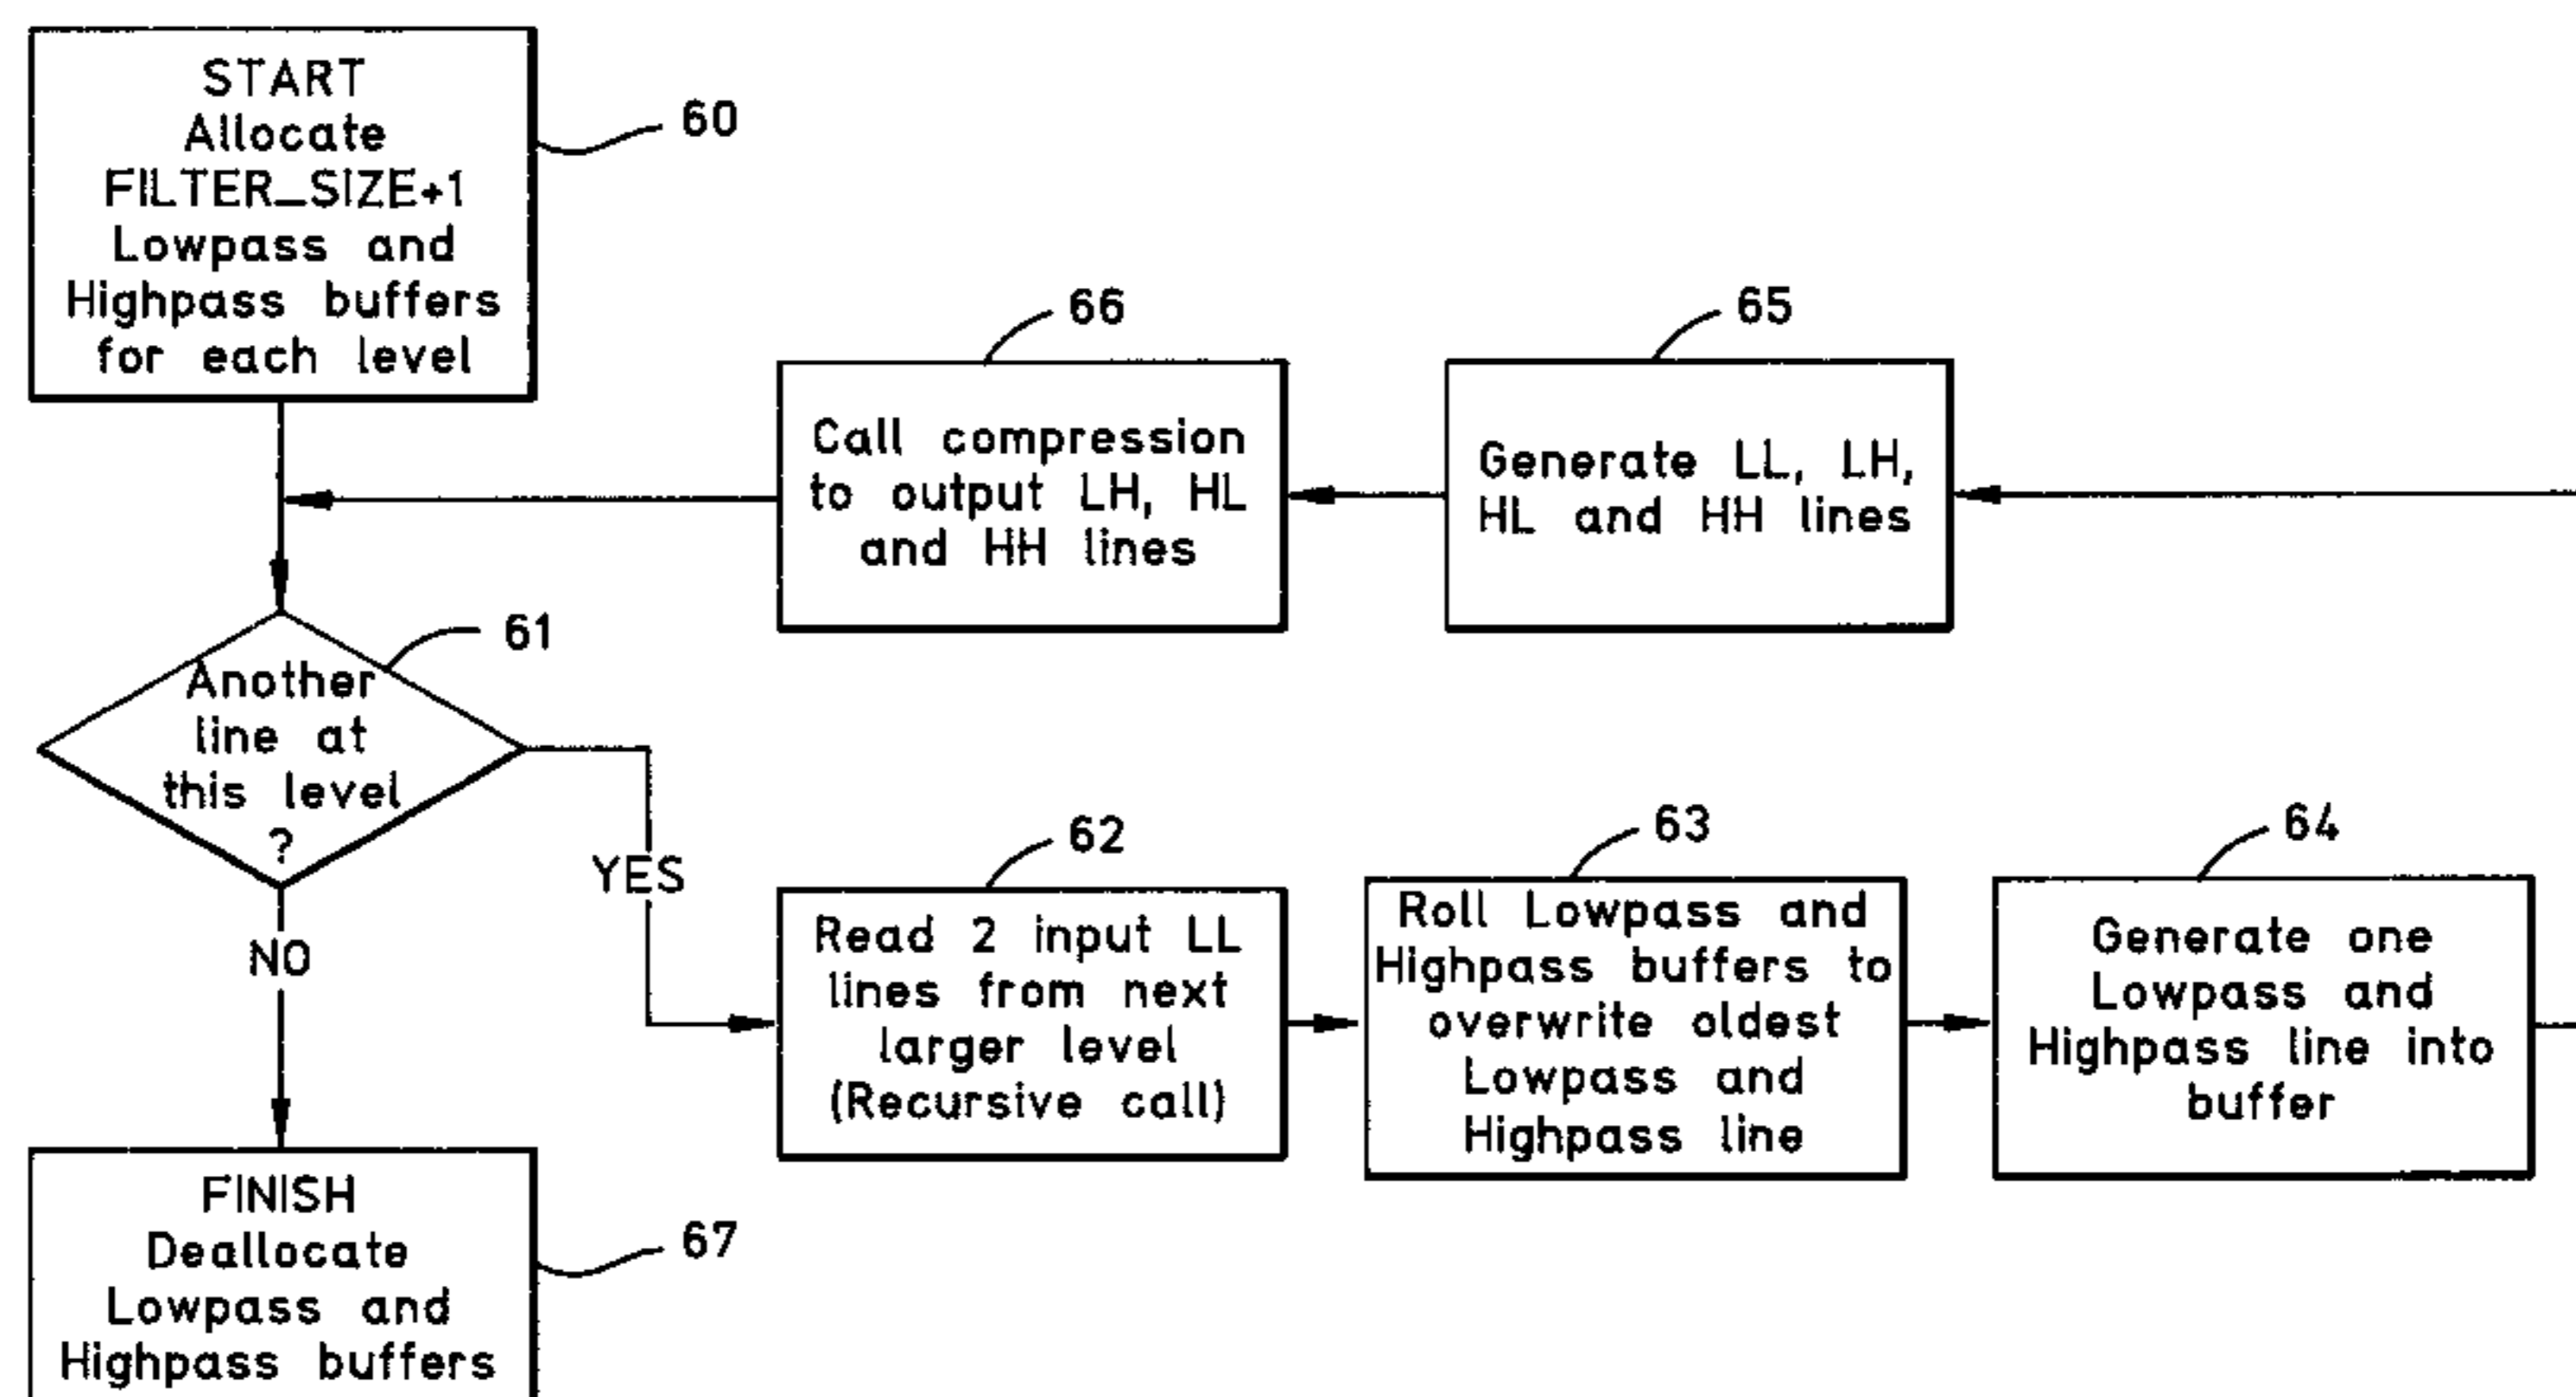 START
Allocate
FILTER_SIZE+1
Lowpass and
Highpass buffers
for each level
60
66
Call compression
to output LH, HL
and HH lines
65
Generate LL, LH,
HL and HH lines
61
Another
line at
this level
?
YES
NO
62
Read 2 input LL
lines from next
larger level
(Recursive call)
63
Roll Lowpass and
Highpass buffers to
overwrite oldest
Lowpass and
Highpass line
64
Generate one
Lowpass and
Highpass line into
buffer
FINISH
Deallocate
Lowpass and
Highpass buffers
67